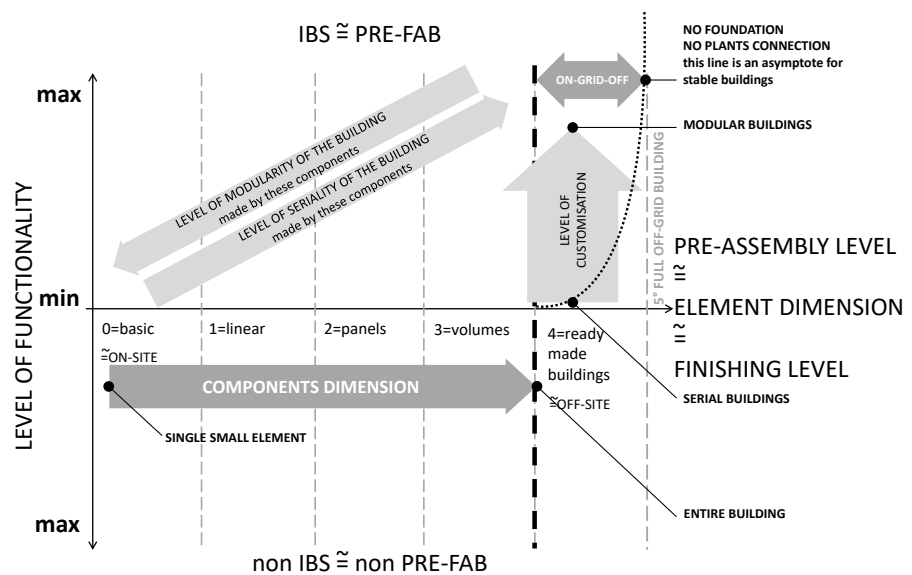 IBS ≅ PRE-FAB
NO FOUNDATION
NO PLANTS CONNECTION
this line is an asymptote for
stable buildings
max
ON-GRID-OFF
MODULAR BUILDINGS
LEVEL OF MODULARITY OF THE BUILDING
made by these components
LEVEL OF SERIALITY OF THE BUILDING
made by these components
LEVEL OF
CUSTOMISATION
5° FULL OFF-GRID BUILDING
LEVEL OF FUNCTIONALITY
PRE-ASSEMBLY LEVEL
≅
min
ELEMENT DIMENSION
≅
0=basic
1=linear
2=panels
3=volumes
4=ready
made
buildings
≅ON-SITE
FINISHING LEVEL
COMPONENTS DIMENSION
≅OFF-SITE
SERIAL BUILDINGS
SINGLE SMALL ELEMENT
ENTIRE BUILDING
max
non IBS ≅ non PRE-FAB